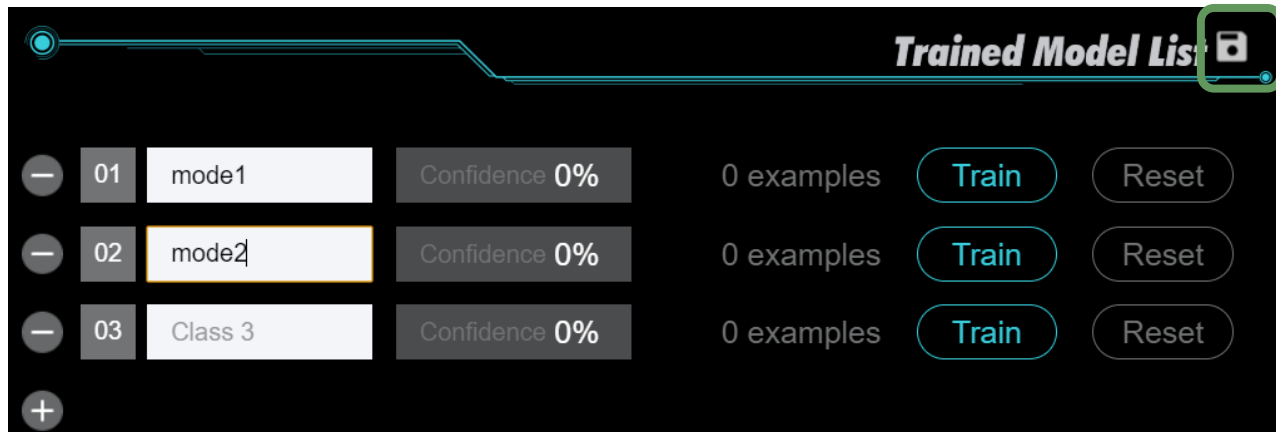 Trained Model List
01 mode1 Confidence 0% 0 examples Train Reset
02 mode2 Confidence 0% 0 examples Train Reset
03 Class 3 Confidence 0% 0 examples Train Reset